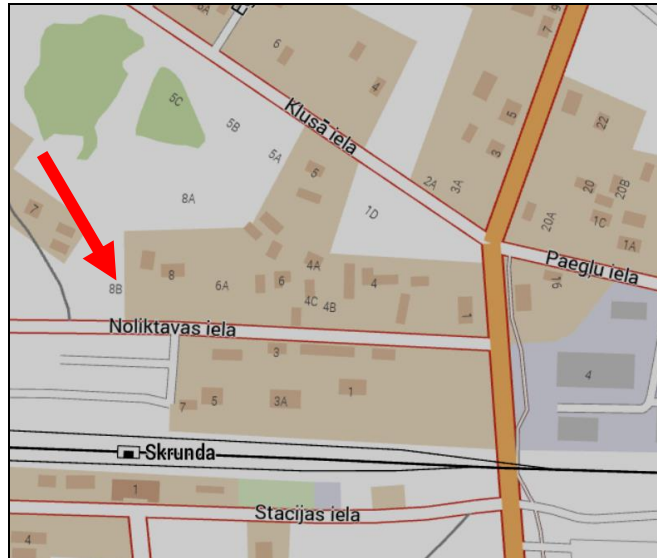 6
4
7
5C
5B
Klusā iela
5
22
5A
5
3
2A
3A
20
20B
8A
7
1D
20A
1C
1A
4A
Paegļu iela
8
6A
6
4
16
8B
4C
4B
1
Noliktavas iela
3
4
7
5
3A
1
Skrunda
1
Stacijas iela
4